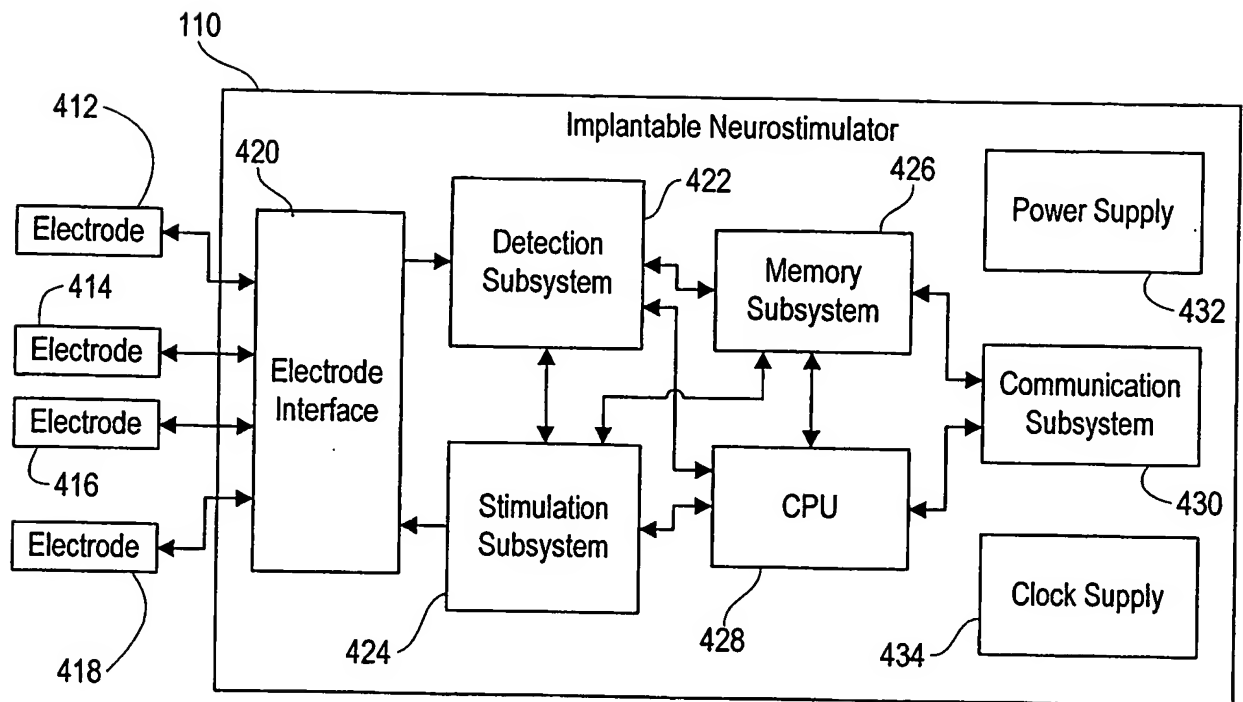 110
Implantable Neurostimulator
412
420
422
426
Electrode
Detection
Subsystem
Memory
Subsystem
Power Supply
432
414
Electrode
Electrode
Interface
Communication
Subsystem
430
Electrode
416
Stimulation
Subsystem
CPU
Electrode
418
424
428
Clock Supply
434